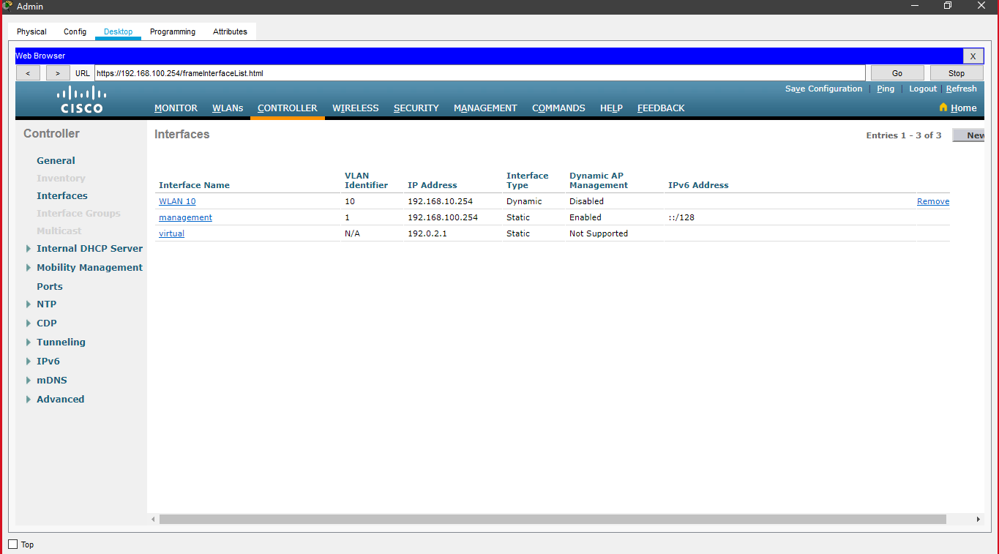 Admin
Physical Config Desktop Programming Attributes
Web Browser X
< > URL https://192.168.100.254/frameInterfaceList.html Go Stop
Save Configuration | Ping | Logout | Refresh
CISCO MONITOR WLANs CONTROLLER WIRELESS SECURITY MANAGEMENT COMMANDS HELP FEEDBACK Home
Controller
General
Inventory
Interfaces
Interface Groups
Multicast
Internal DHCP Server
Mobility Management
Ports
NTP
CDP
Tunneling
IPv6
mDNS
Advanced
Interfaces Entries 1 - 3 of 3 New
Interface Name VLAN Identifier IP Address Interface Type Dynamic AP Management IPv6 Address
WLAN 10 10 192.168.10.254 Dynamic Disabled Remove
management 1 192.168.100.254 Static Enabled ::/128
virtual N/A 192.0.2.1 Static Not Supported
Top